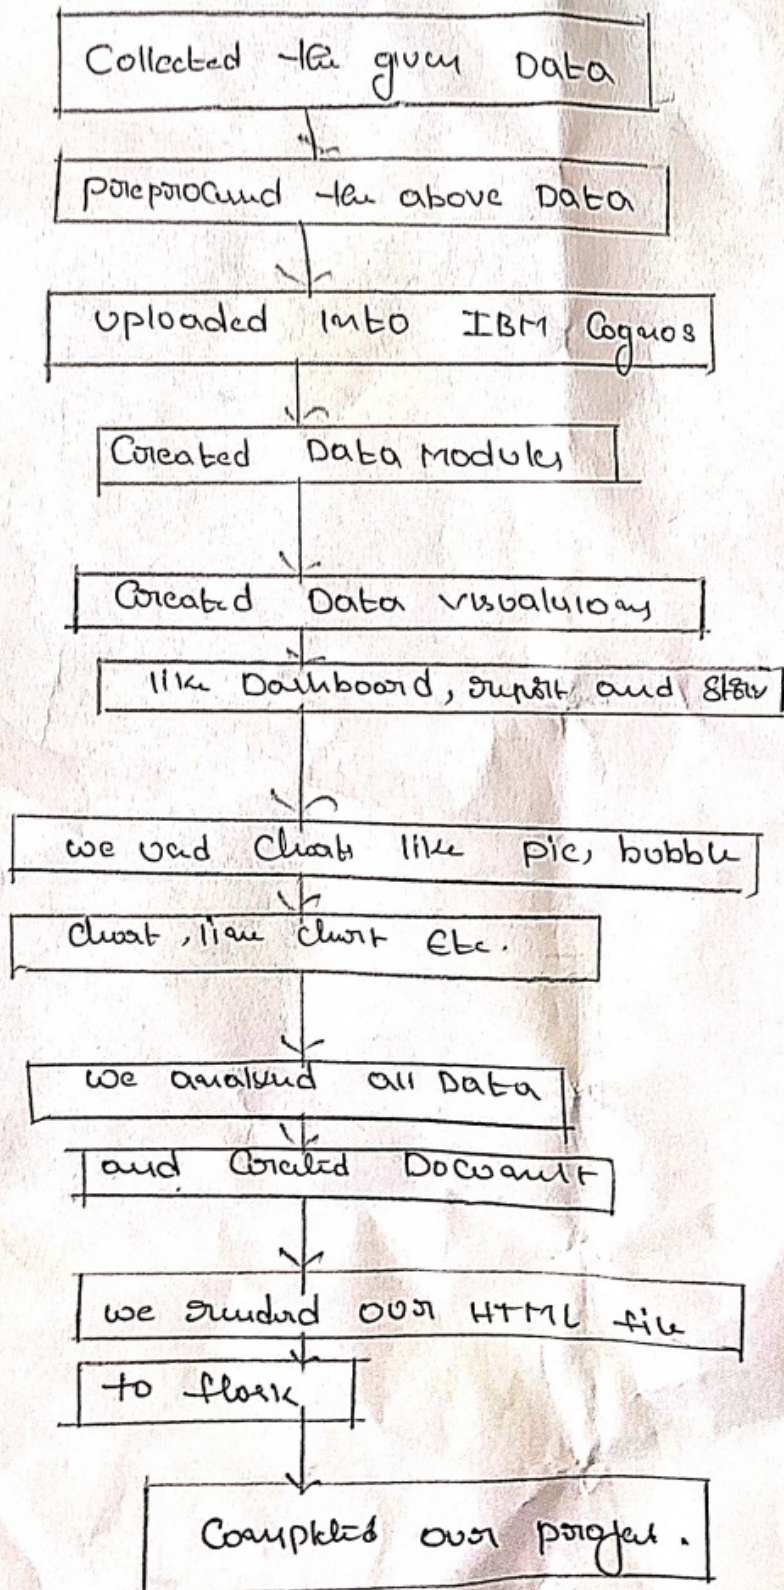 Collected the given Data
preprocessed the above Data
uploaded into IBM Cognos
Created Data Modules
Created Data visualuions
like Dashboard, report, and Story
we used Charts like pie, bubble
chart, line chart Etc.
we analysed all Data
and Created Document
we rendered our HTML file
to flask
Completed our project.